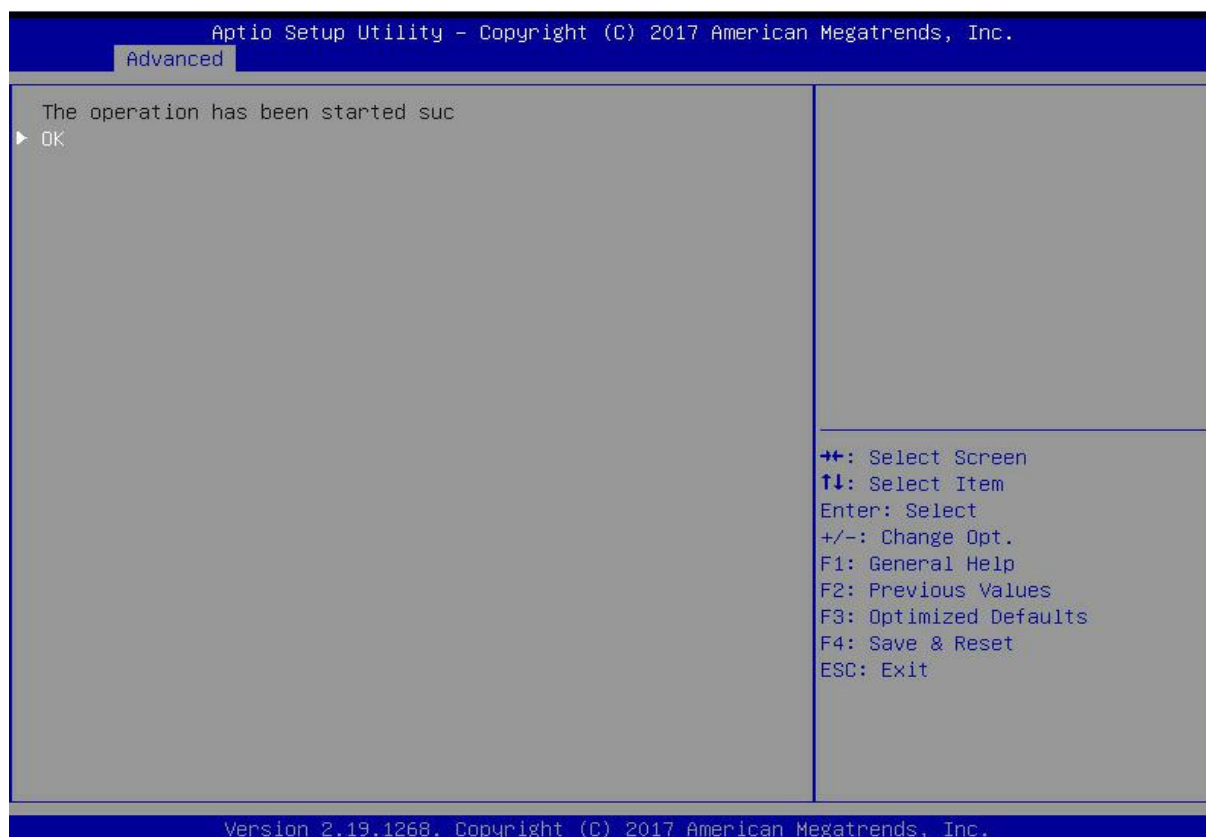 Aptio Setup Utility – Copyright (C) 2017 American Megatrends, Inc.
Advanced
The operation has been started suc
▶ OK
→←: Select Screen
↑↓: Select Item
Enter: Select
+/-: Change Opt.
F1: General Help
F2: Previous Values
F3: Optimized Defaults
F4: Save & Reset
ESC: Exit
Version 2.19.1268. Copyright (C) 2017 American Megatrends, Inc.